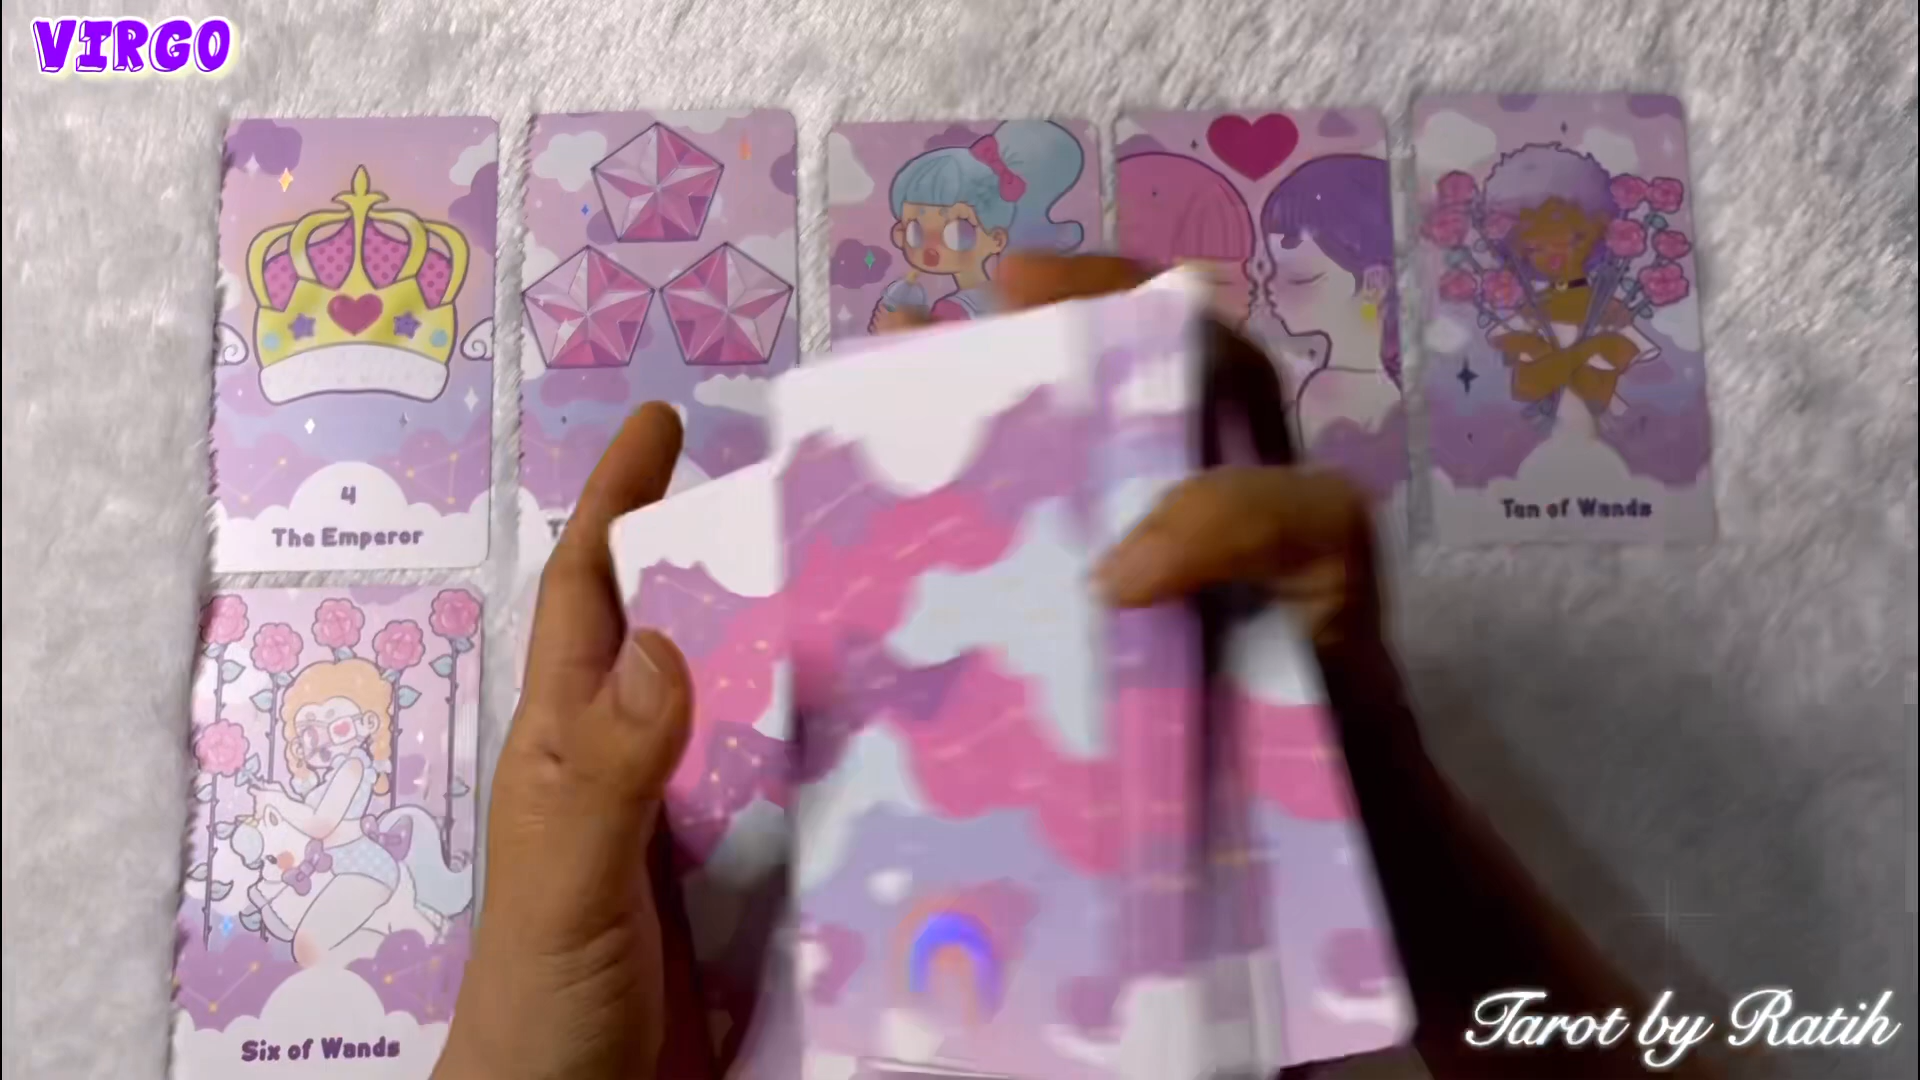 VIRGO
4
The Emperor
Ten of Wands
Six of Wands
Tarot by Ratih